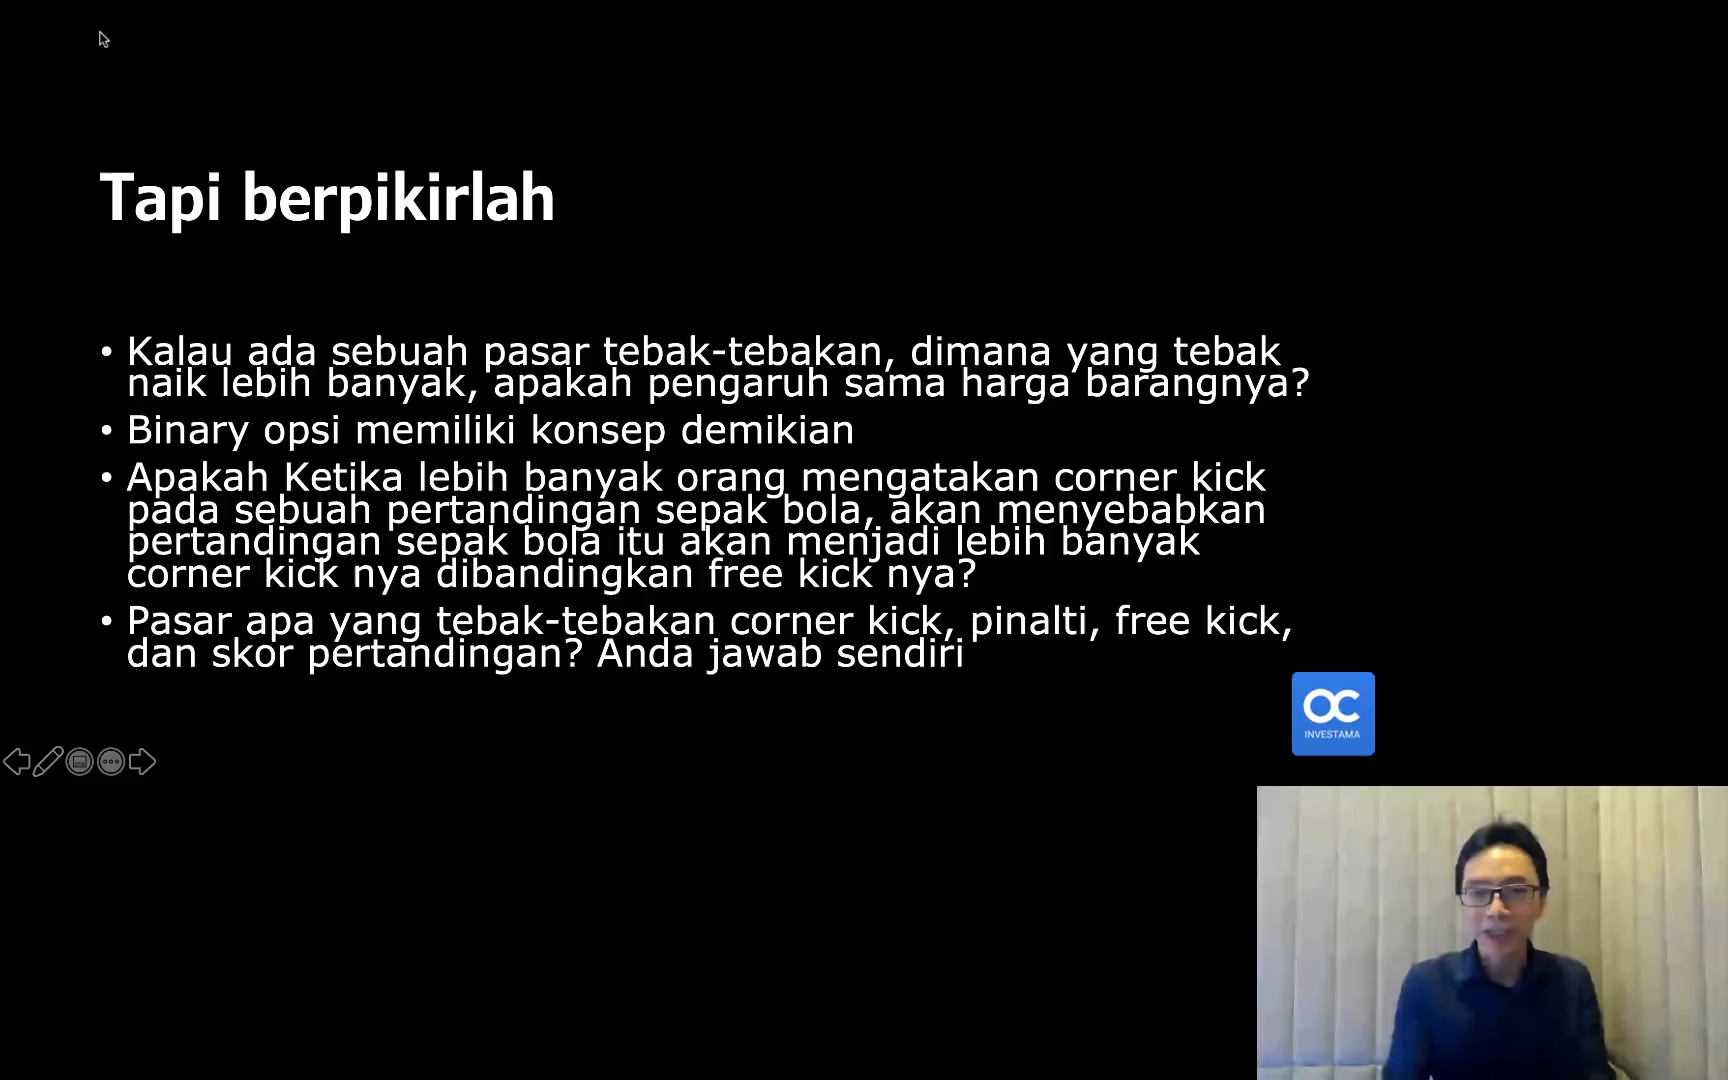 Tapi berpikirlah
• Kalau ada sebuah pasar tebak-tebakan, dimana yang tebak
naik lebih banyak, apakah pengaruh sama harga barangnya?
• Binary opsi memiliki konsep demikian
• Apakah Ketika lebih banyak orang mengatakan corner kick
pada sebuah pertandingan sepak bola, akan menyebabkan
pertandingan sepak bola itu akan menjadi lebih banyak
corner kick nya dibandingkan free kick nya?
• Pasar apa yang tebak-tebakan corner kick, pinalti, free kick,
dan skor pertandingan? Anda jawab sendiri
OC
INVESTAMA